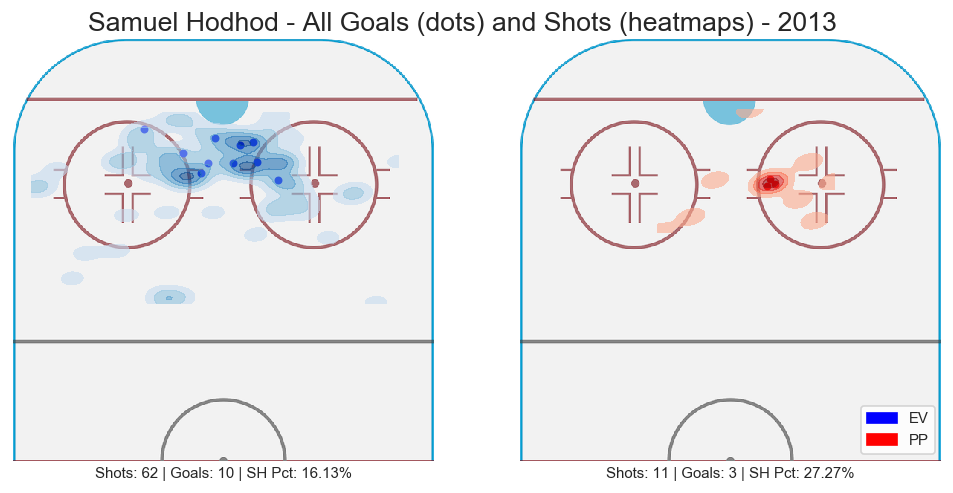 Samuel Hodhod - All Goals (dots) and Shots (heatmaps) - 2013
EV
PP
Shots: 62 | Goals: 10 | SH Pct: 16.13%
Shots: 11 | Goals: 3 | SH Pct: 27.27%